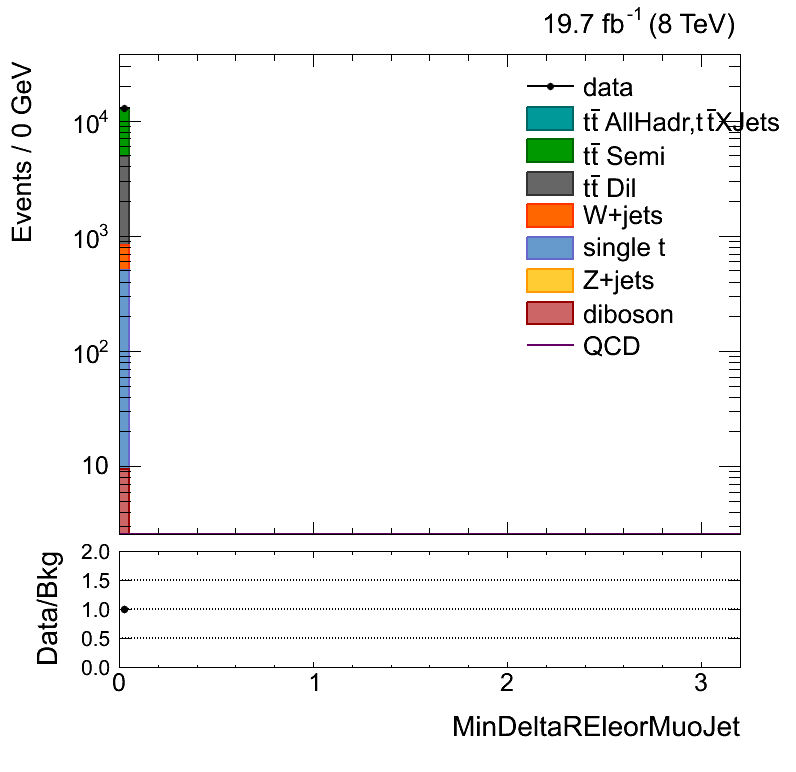 19.7 fb⁻¹ (8 TeV)
Events / 0 GeV
10⁴
10³
10²
10
data
tt̄ AllHadr,tt̄XJets
tt̄ Semi
tt̄ Dil
W+jets
single t
Z+jets
diboson
QCD
Data/Bkg
2.0
1.5
1.0
0.5
0.0
0 1 2 3
MinDeltaREleorMuoJet